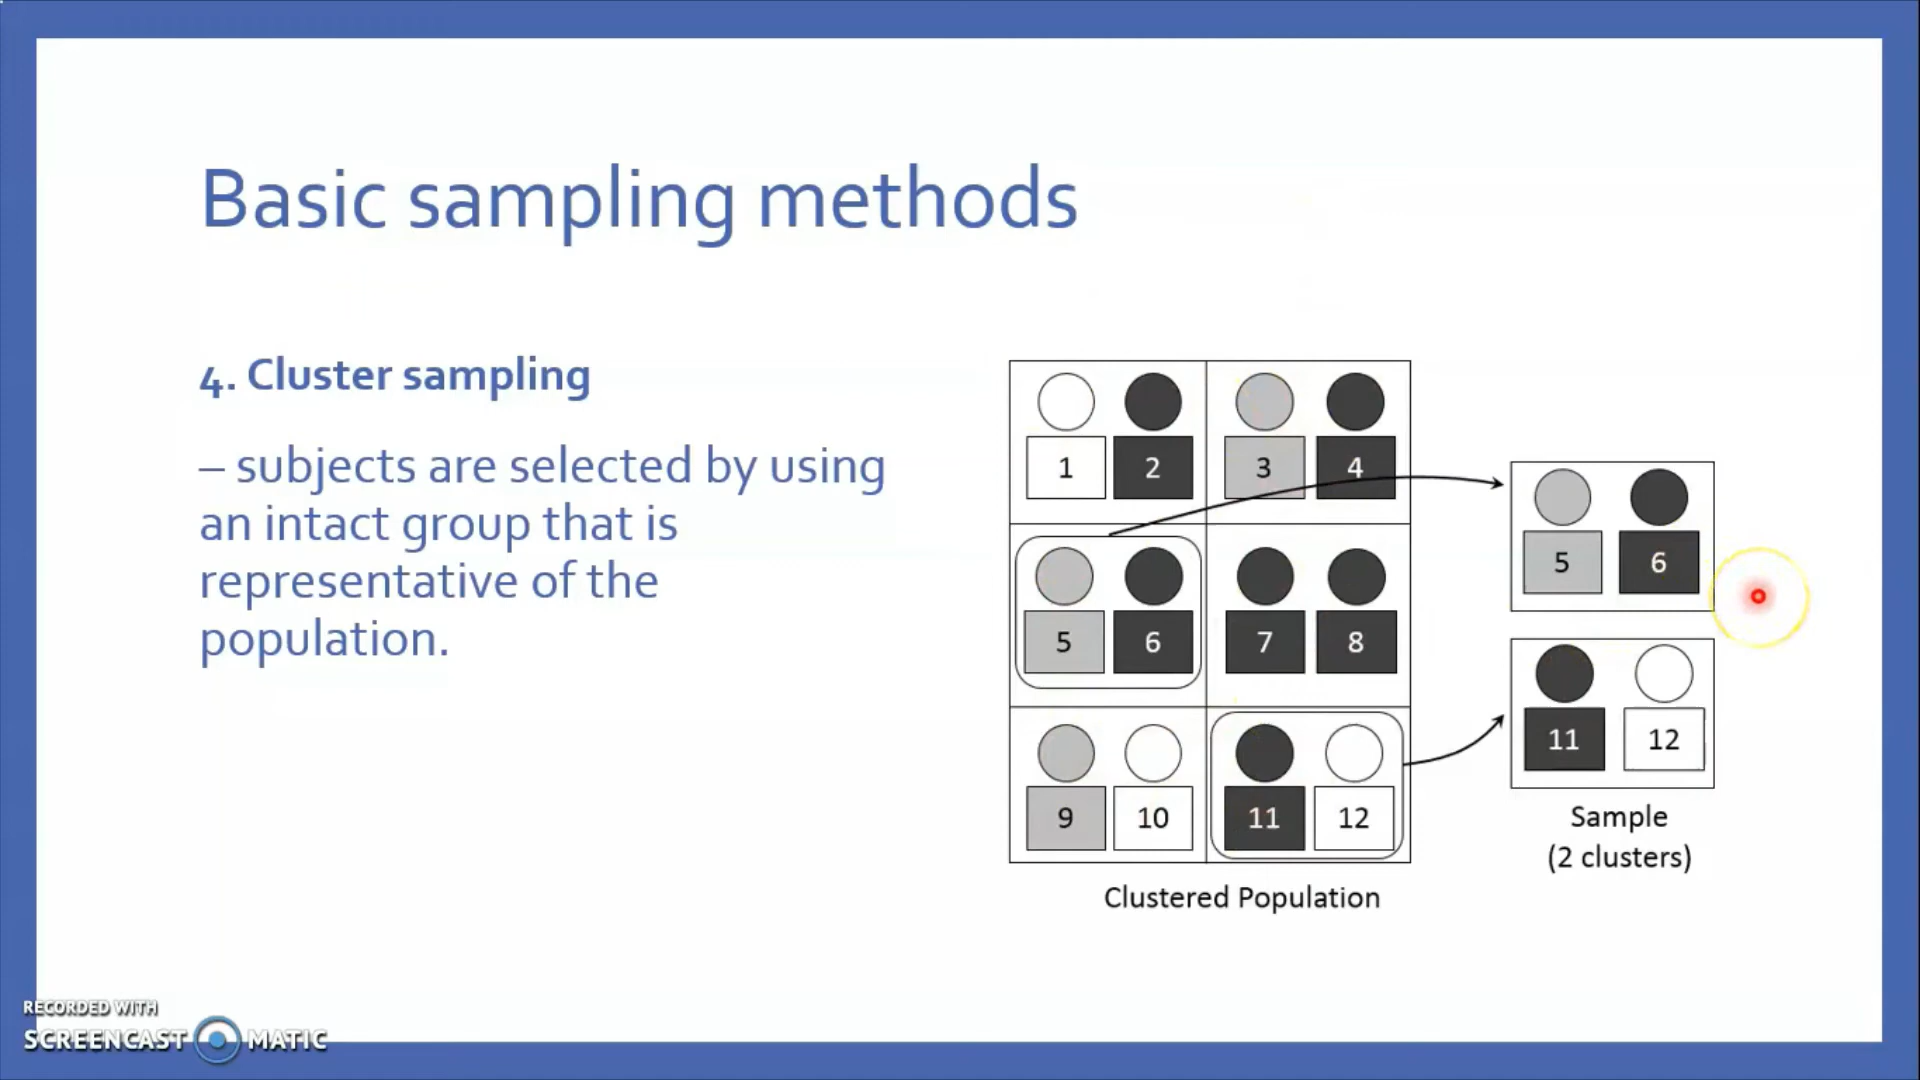 Basic sampling methods
4. Cluster sampling
– subjects are selected by using
an intact group that is
representative of the
population.
1 2 3 4
5 6 7 8
9 10 11 12
Clustered Population
5 6
11 12
Sample
(2 clusters)
RECORDED WITH
SCREENCAST MATIC